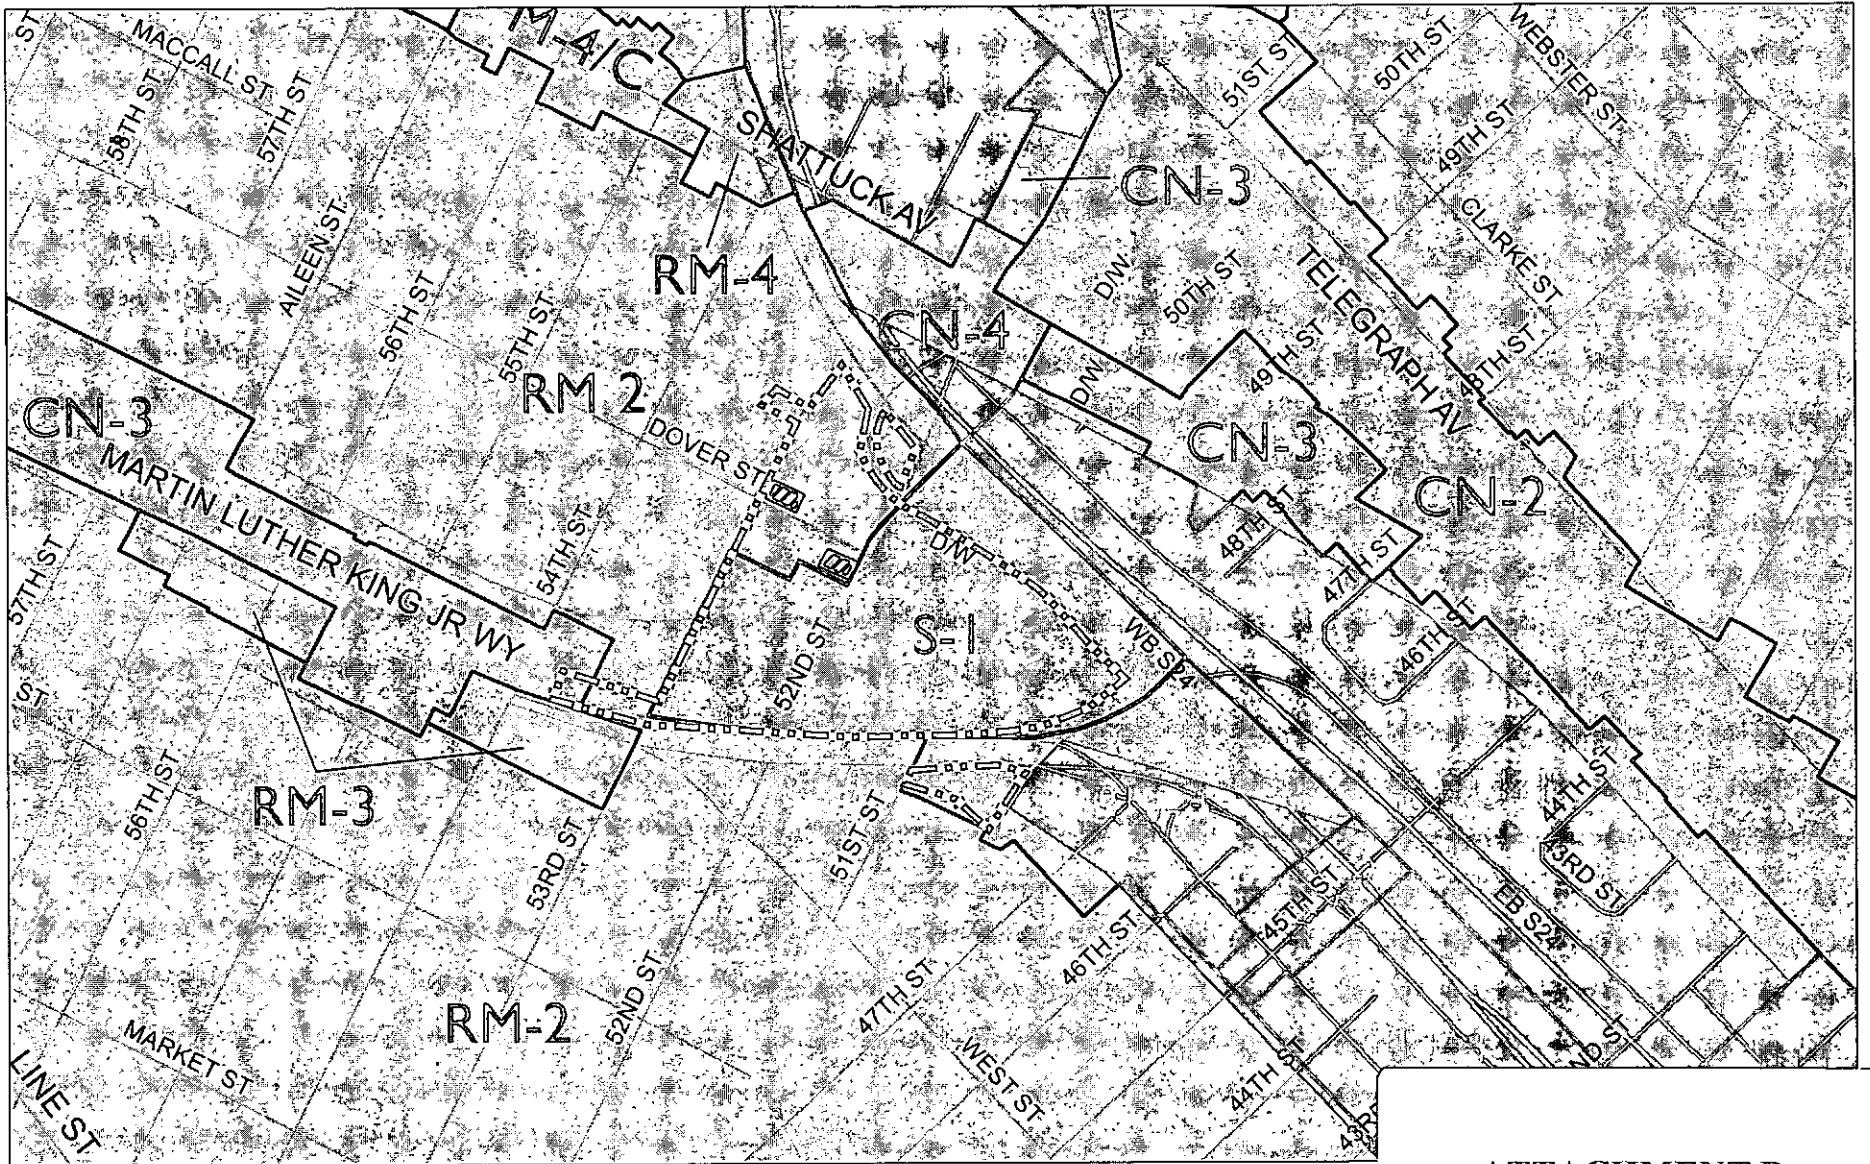 ST
MACCALL ST
58TH ST
57TH ST
M-4/C
SHATTUCK AV
51ST ST
50TH ST
WEBSTER ST
49TH ST
CN-3
CLARKE ST
AILEEN ST
RM-4
D/W
50TH ST
TELEGRAPH AV
56TH ST
55TH ST
CN-4
49TH ST
48TH ST
RM 2
D/W
CN-3
DOVER ST
CN-3
CN-2
MARTIN LUTHER KING JR WY
54TH ST
D/W
48TH ST
47TH ST
57TH ST
52ND ST
S-1
WB S24
46TH ST
ST
56TH ST
RM-3
53RD ST
51ST ST
44TH ST
43RD ST
45TH ST
EB S24
RM-2
52ND ST
47TH ST
46TH ST
MARKET ST
WEST ST
44TH ST
ND ST
LINE ST